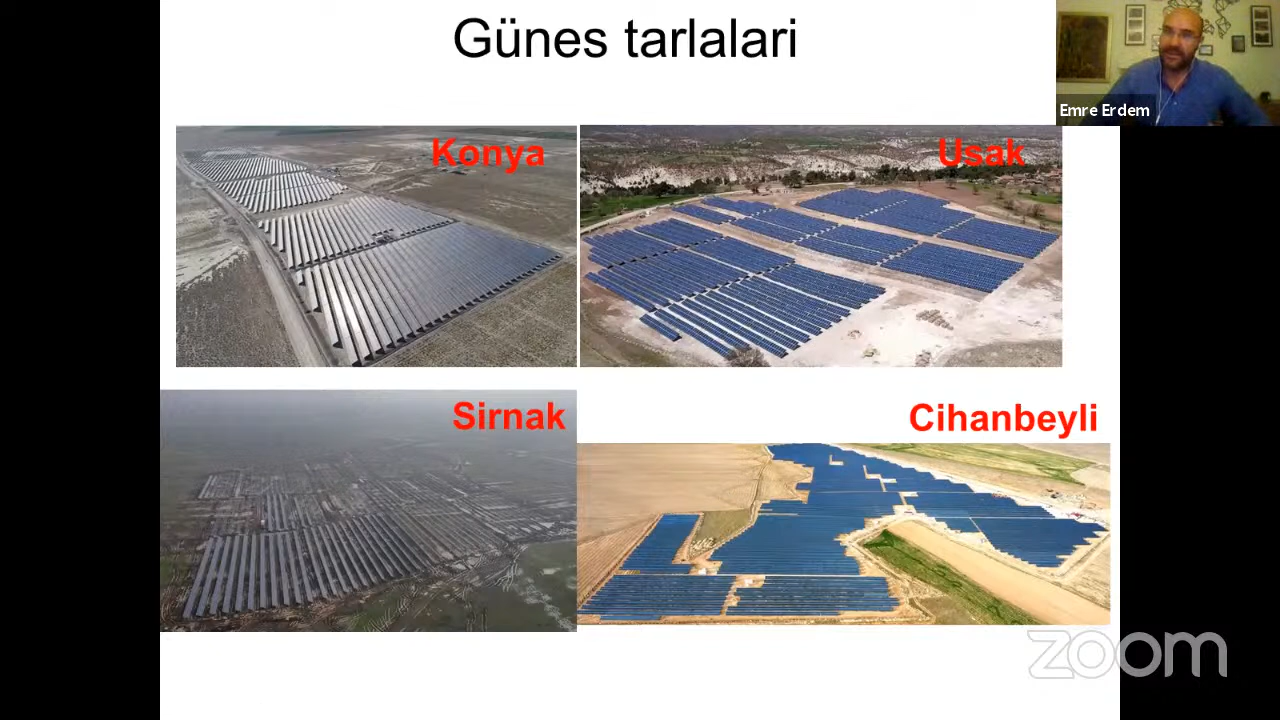 Günes tarlalari
Emre Erdem
Konya
Usak
Sirnak
Cihanbeyli
zoom